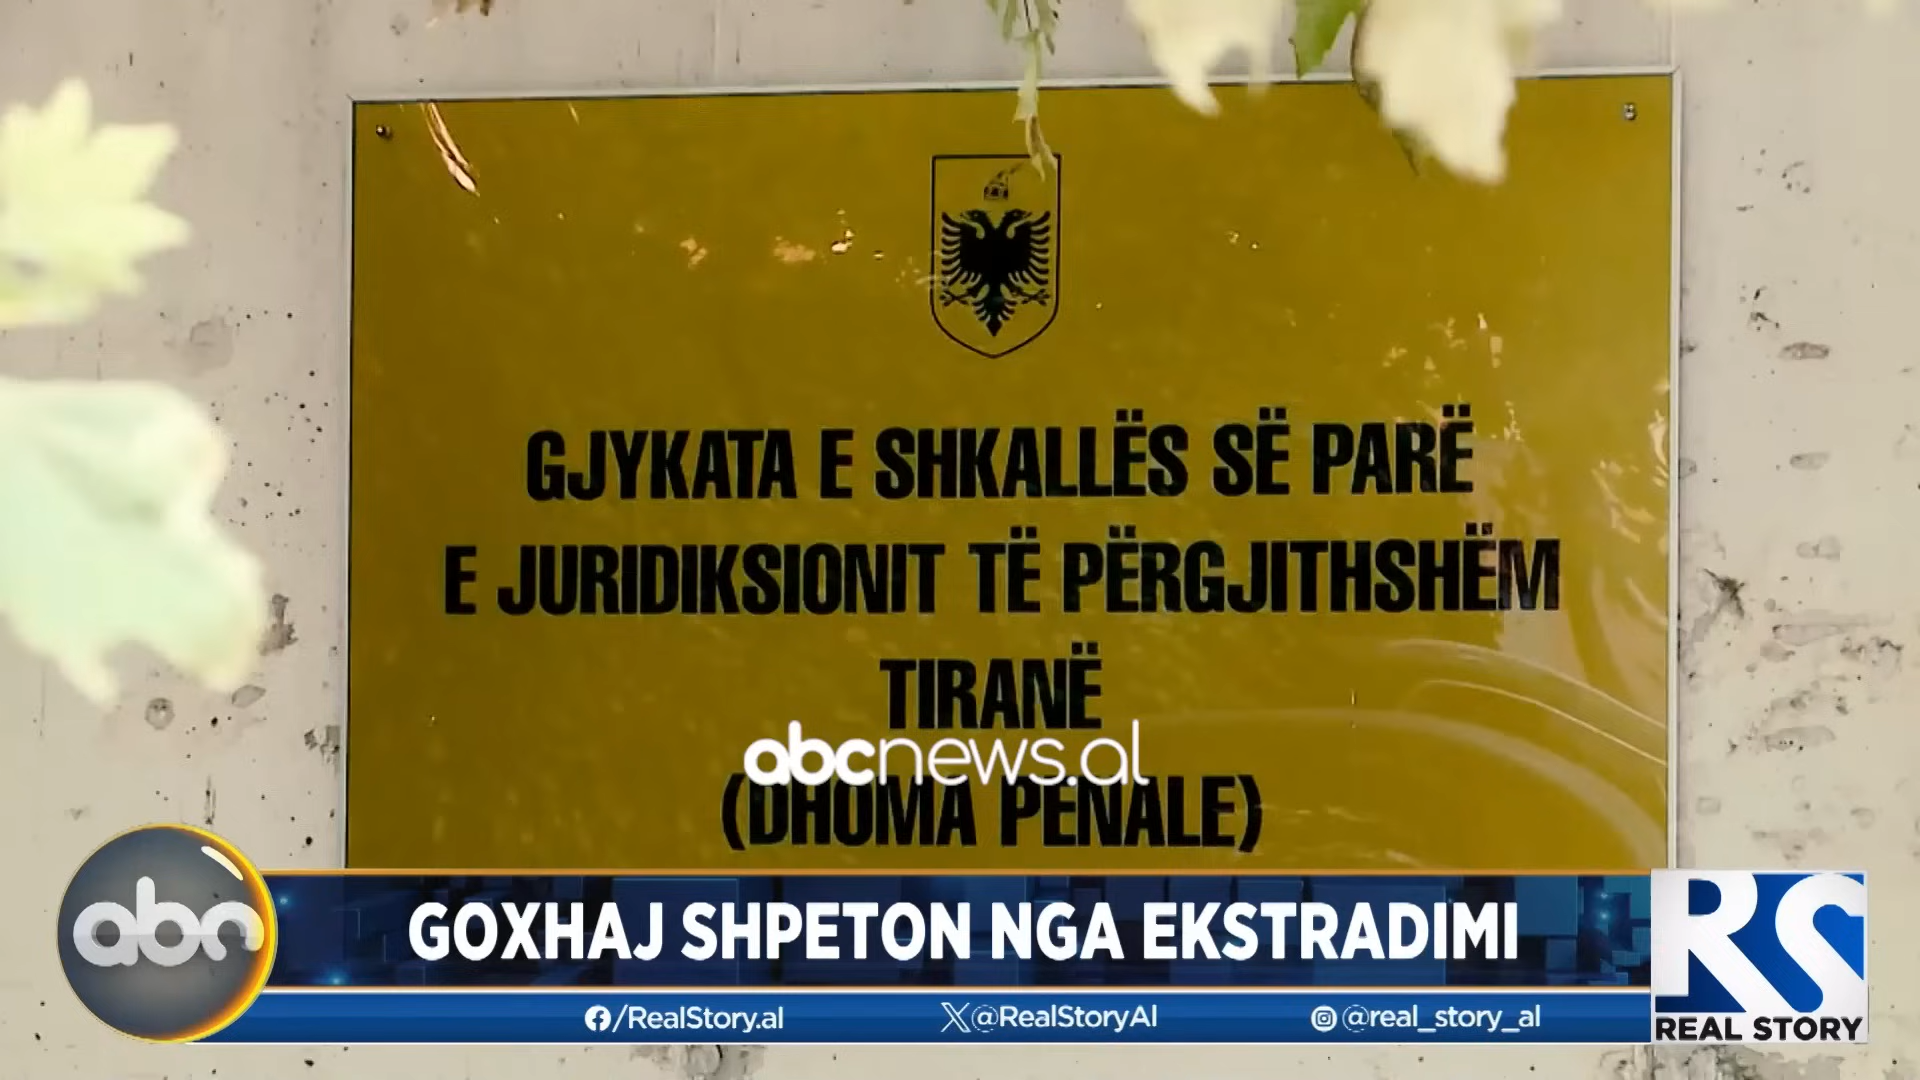 GJYKATA E SHKALLËS SË PARË
E JURIDIKSIONIT TË PËRGJITHSHËM
TIRANË
abcnews.al
(DHOMA PENALE)
abc
GOXHAJ SHPETON NGA EKSTRADIMI
RS
/RealStory.al
@RealStoryAl
@real_story_al
REAL STORY